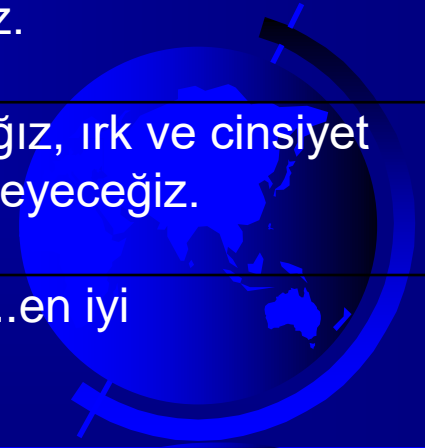 z.
ğız, ırk ve cinsiyet
eyeceğiz.
..en iyi